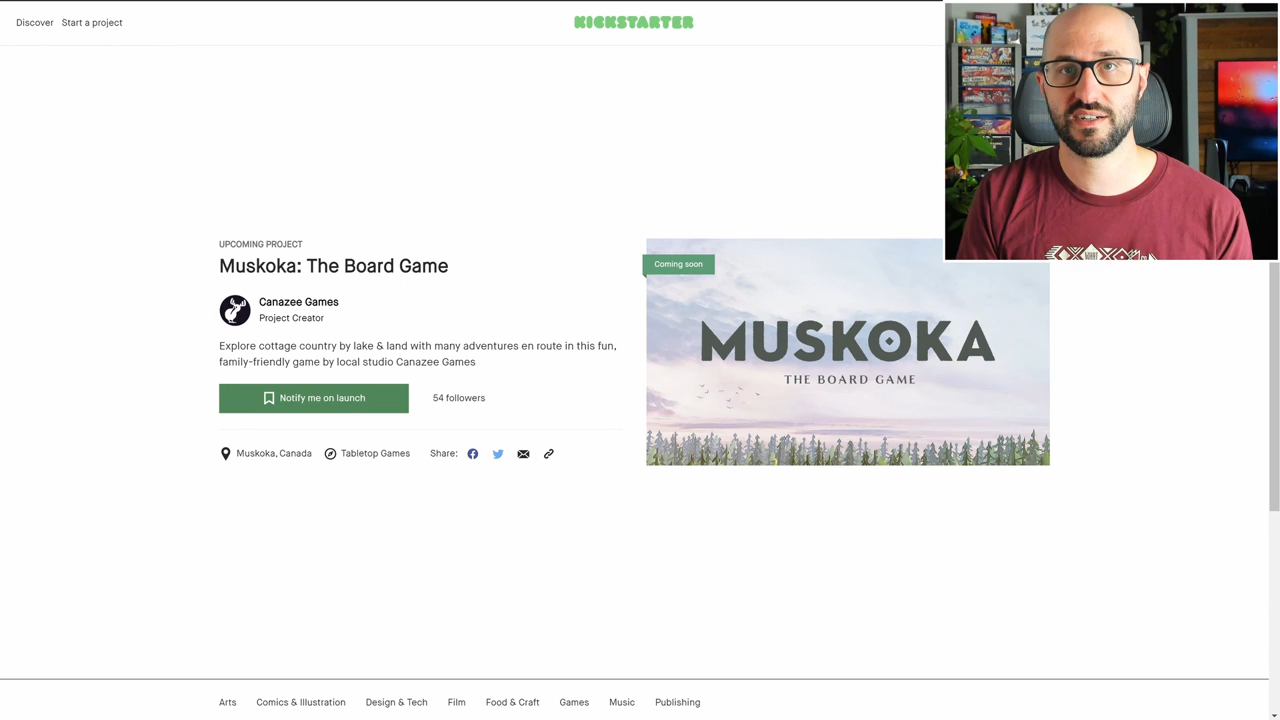 Discover Start a project
KICKSTARTER
UPCOMING PROJECT
Muskoka: The Board Game
Canazee Games
Project Creator
Explore cottage country by lake & land with many adventures en route in this fun,
family-friendly game by local studio Canazee Games
Notify me on launch
54 followers
Muskoka, Canada
Tabletop Games
Share:
Coming soon
MUSKOKA
THE BOARD GAME
WHAT
Arts Comics & Illustration Design & Tech Film Food & Craft Games Music Publishing